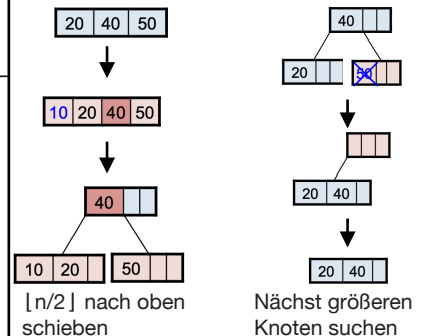 20 40 50
10 20 40 50
40
10 20
50
⌊n/2⌋ nach oben
schieben
40
20
50
20 40
20 40
Nächst größeren
Knoten suchen